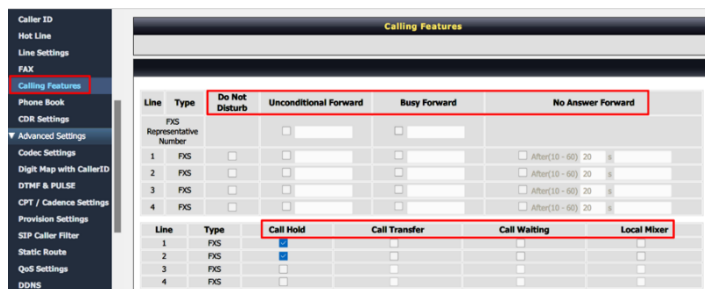 Caller ID
Hot Line
Line Settings
FAX
Calling Features
Phone Book
CDR Settings
▼ Advanced Settings
Codec Settings
Digit Map with CallerID
DTMF & PULSE
CPT / Cadence Settings
Provision Settings
SIP Caller Filter
Static Route
QoS Settings
DDNS
Calling Features
Line Type Do Not Disturb Unconditional Forward Busy Forward No Answer Forward
FXS Representative Number
1 FXS After(10 - 60) 20 s
2 FXS After(10 - 60) 20 s
3 FXS After(10 - 60) 20 s
4 FXS After(10 - 60) 20 s
Line Type Call Hold Call Transfer Call Waiting Local Mixer
1 FXS
2 FXS
3 FXS
4 FXS